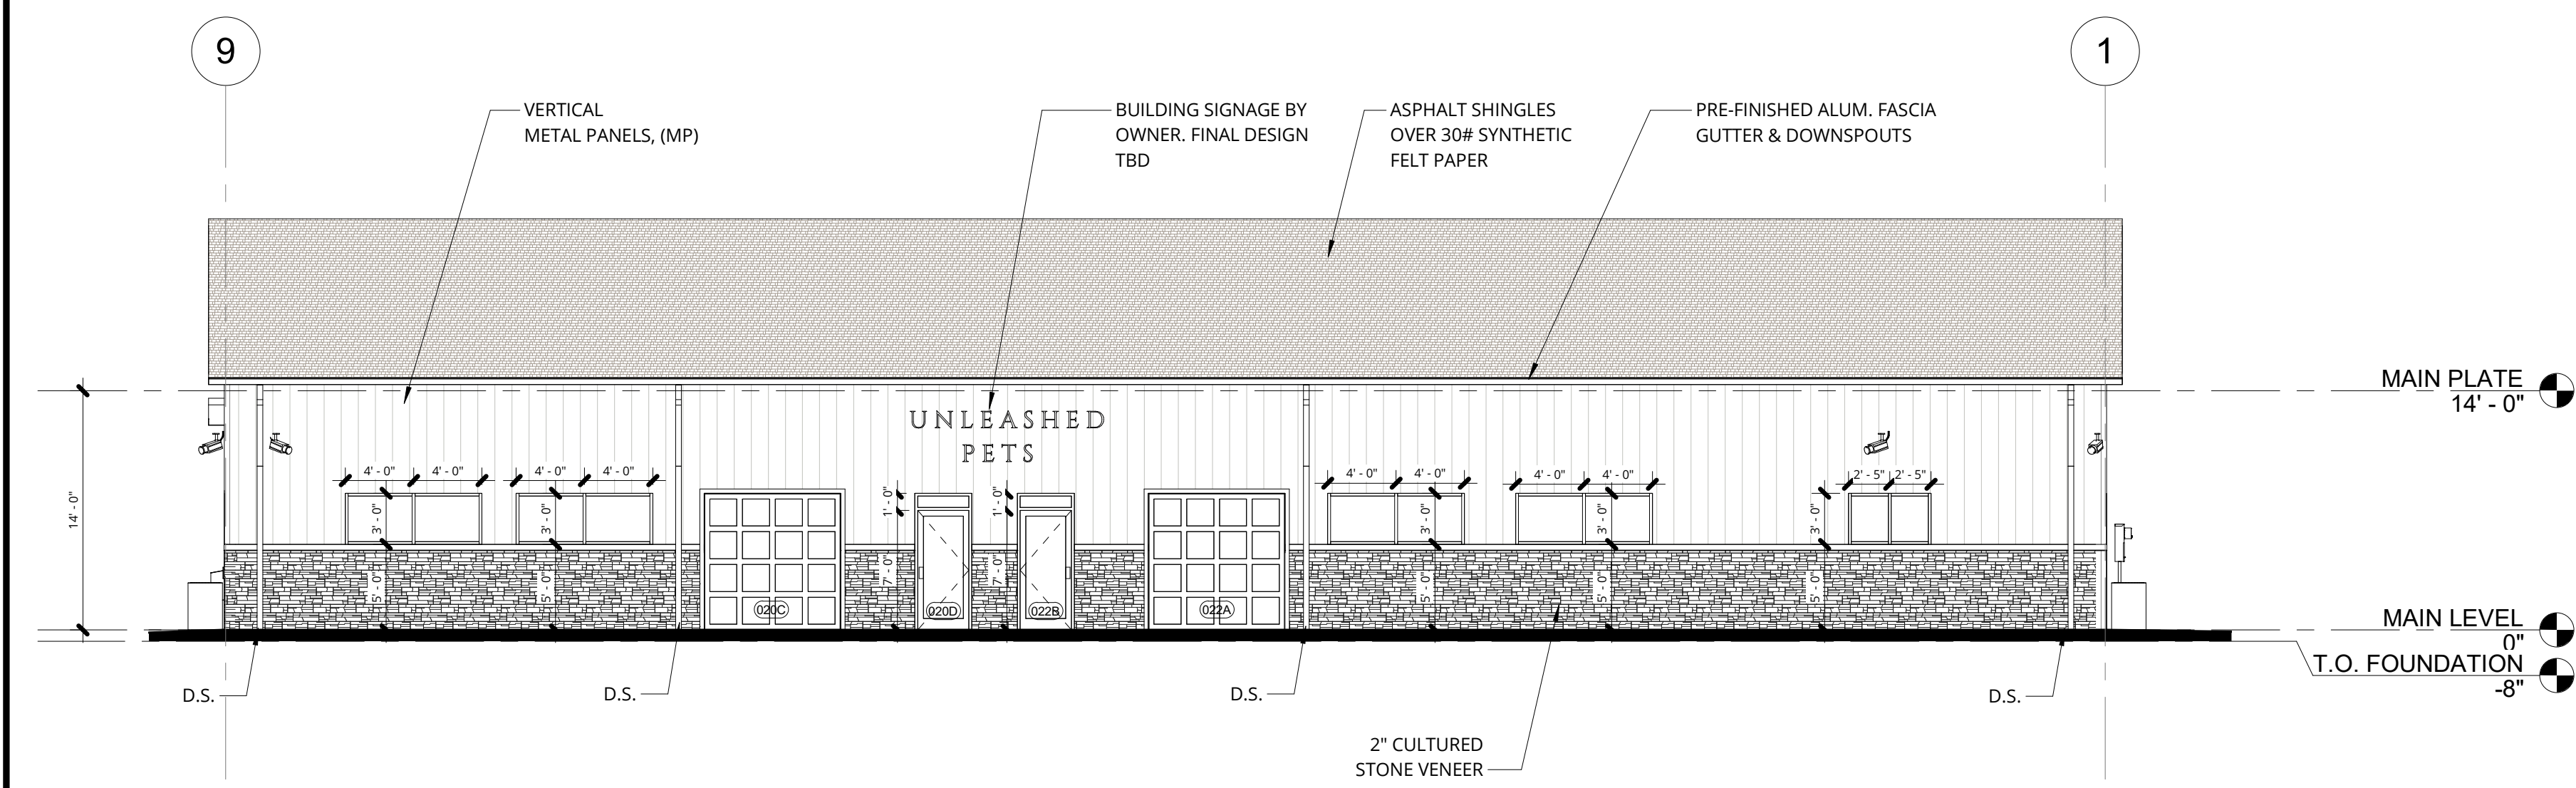 9
1
VERTICAL
METAL PANELS, (MP)
BUILDING SIGNAGE BY
OWNER. FINAL DESIGN
TBD
ASPHALT SHINGLES
OVER 30# SYNTHETIC
FELT PAPER
PRE-FINISHED ALUM. FASCIA
GUTTER & DOWNSPOUTS
MAIN PLATE
14' - 0"
UNLEASHED
PETS
4' - 0" 4' - 0" 4' - 0" 4' - 0" 4' - 0" 4' - 0" 4' - 0" 4' - 0" 2' - 5" 2' - 5"
14' - 0"
3' - 0" 3' - 0" 1' - 0" 1' - 0" 3' - 0" 3' - 0" 3' - 0"
5' - 0" 5' - 0" 7' - 0" 7' - 0" 5' - 0" 5' - 0" 5' - 0"
020C 020D 022B 022A
MAIN LEVEL
0"
T.O. FOUNDATION
-8"
D.S. D.S. D.S. D.S.
2" CULTURED
STONE VENEER